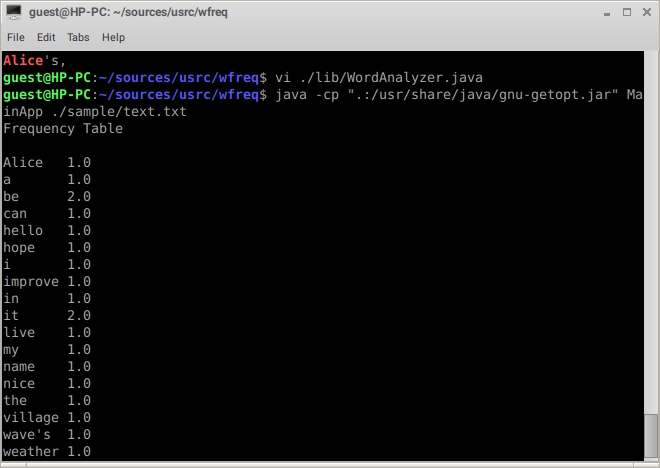 guest@HP-PC: ~/sources/usrc/wfreq
File Edit Tabs Help
Alice's,
guest@HP-PC:~/sources/usrc/wfreq$ vi ./lib/WordAnalyzer.java
guest@HP-PC:~/sources/usrc/wfreq$ java -cp ".:/usr/share/java/gnu-getopt.jar" Ma
inApp ./sample/text.txt
Frequency Table
Alice 1.0
a 1.0
be 2.0
can 1.0
hello 1.0
hope 1.0
i 1.0
improve 1.0
in 1.0
it 2.0
live 1.0
my 1.0
name 1.0
nice 1.0
the 1.0
village 1.0
wave's 1.0
weather 1.0